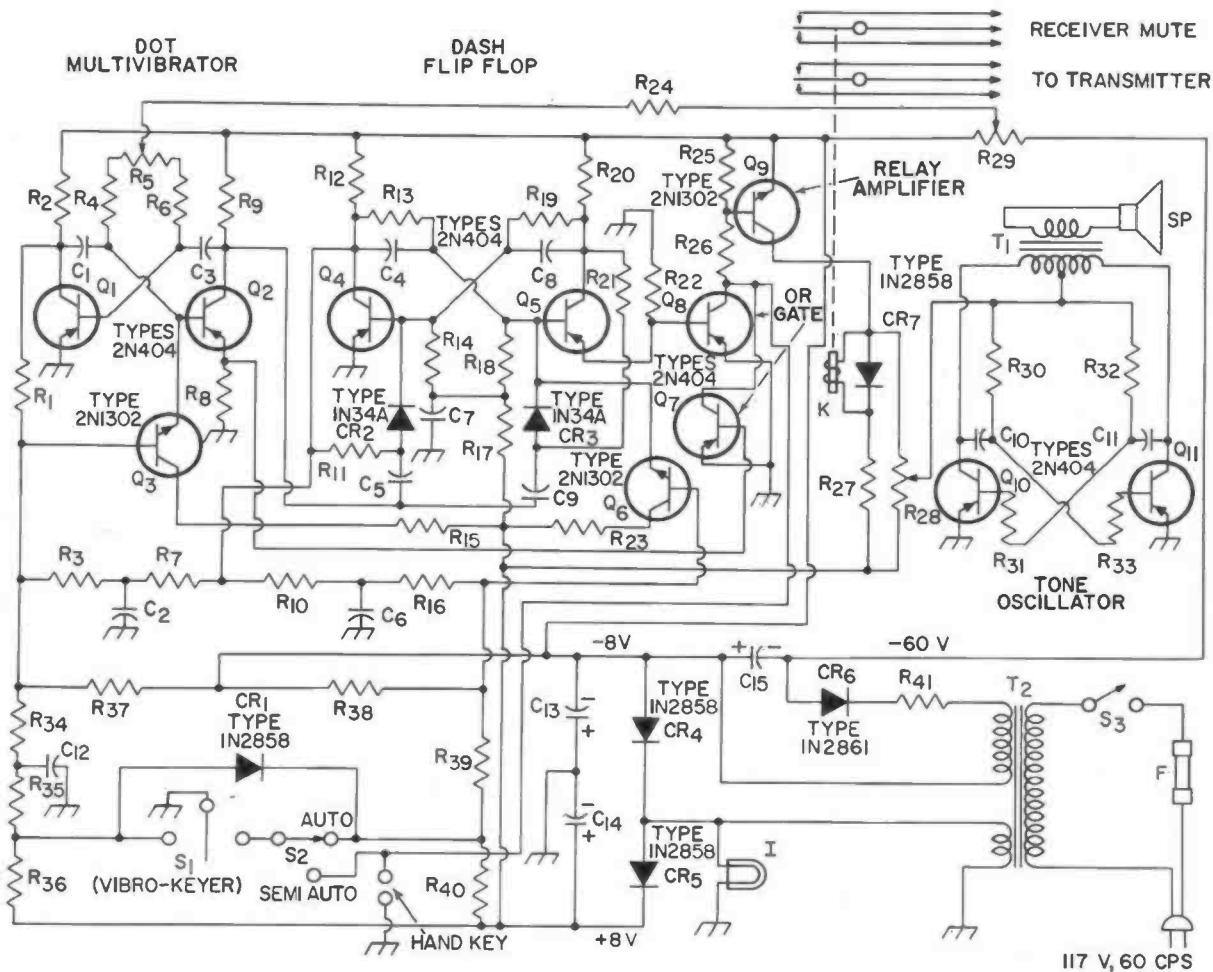 DOT
MULTIVIBRATOR
DASH
FLIP FLOP
RECEIVER MUTE
TO TRANSMITTER
R24
R29
R2
R4
R5
R6
R9
R12
R13
TYPES
2N404
R19
R20
R25
Q9
TYPE
2N1302
RELAY
AMPLIFIER
R26
SP
T1
C1
Q1
C3
Q2
Q4
C4
C8
Q5
R21
R22
Q8
OR
GATE
TYPE
1N2858
CR7
TYPES
2N404
R14
R18
TYPES
2N404
Q7
K
R30
R32
R1
R8
TYPE
2N1302
Q3
TYPE
1N34A
CR2
C7
R17
TYPE
1N34A
CR3
TYPE
2N1302
R11
C5
C9
Q6
C10
C11
TYPES
2N404
Q10
Q11
R27
R28
R15
R23
R31
R33
TONE
OSCILLATOR
R3
R7
C2
R10
C6
R16
-8V
-60 V
+ -
C15
CR6
R41
TYPE
1N2861
T2
S3
R37
CR1
TYPE
1N2858
R38
C13
-
+
TYPE
1N2858
CR4
R34
C12
R35
R39
F
AUTO
S1
S2
(VIBRO-KEYER)
SEMI AUTO
C14
-
+
TYPE
1N2858
CR5
I
R36
R40
HAND KEY
+8V
117 V, 60 CPS